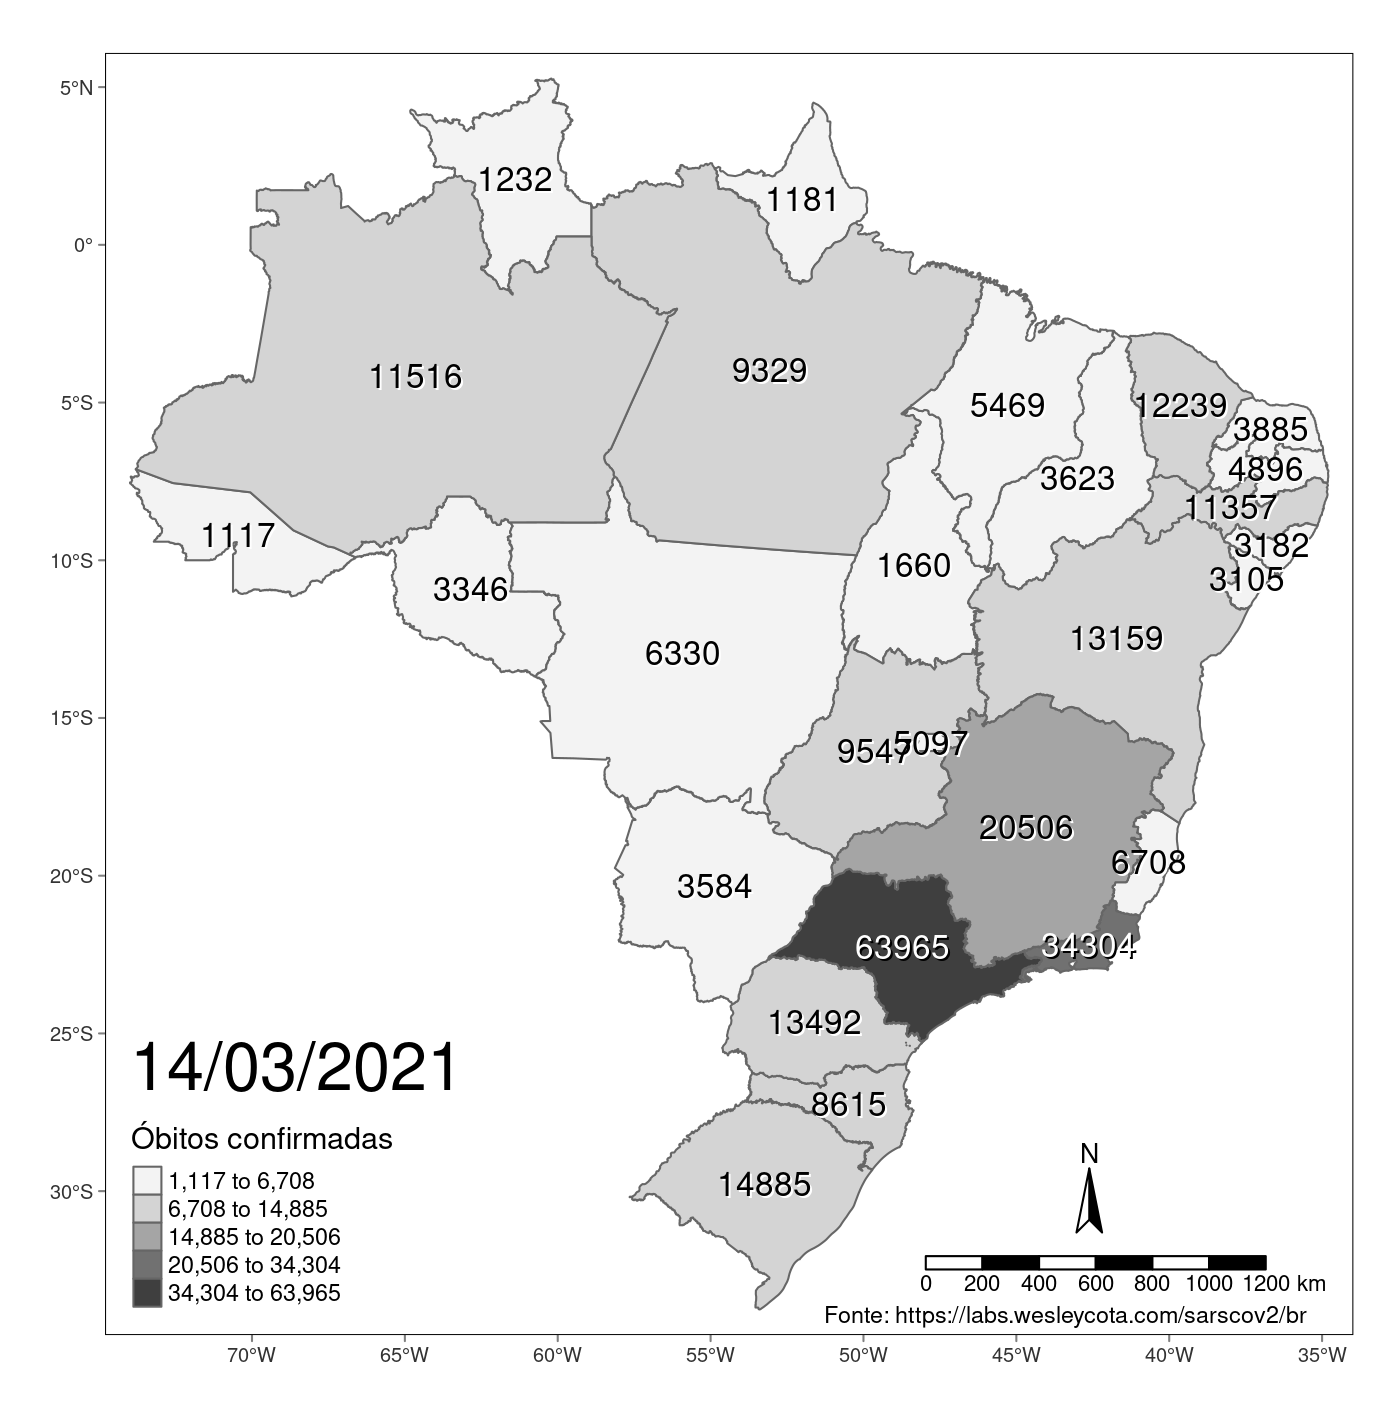 5°N
0°
5°S
10°S
15°S
20°S
25°S
30°S
1232
1181
11516
9329
5469
12239
3885
3623
4896
11357
1117
3182
1660
3105
3346
13159
6330
5097
9547
20506
6708
3584
34304
63965
13492
8615
14885
14/03/2021
Óbitos confirmadas
1,117 to 6,708
6,708 to 14,885
14,885 to 20,506
20,506 to 34,304
34,304 to 63,965
N
0 200 400 600 800 1000 1200 km
Fonte: https://labs.wesleycota.com/sarscov2/br
70°W 65°W 60°W 55°W 50°W 45°W 40°W 35°W